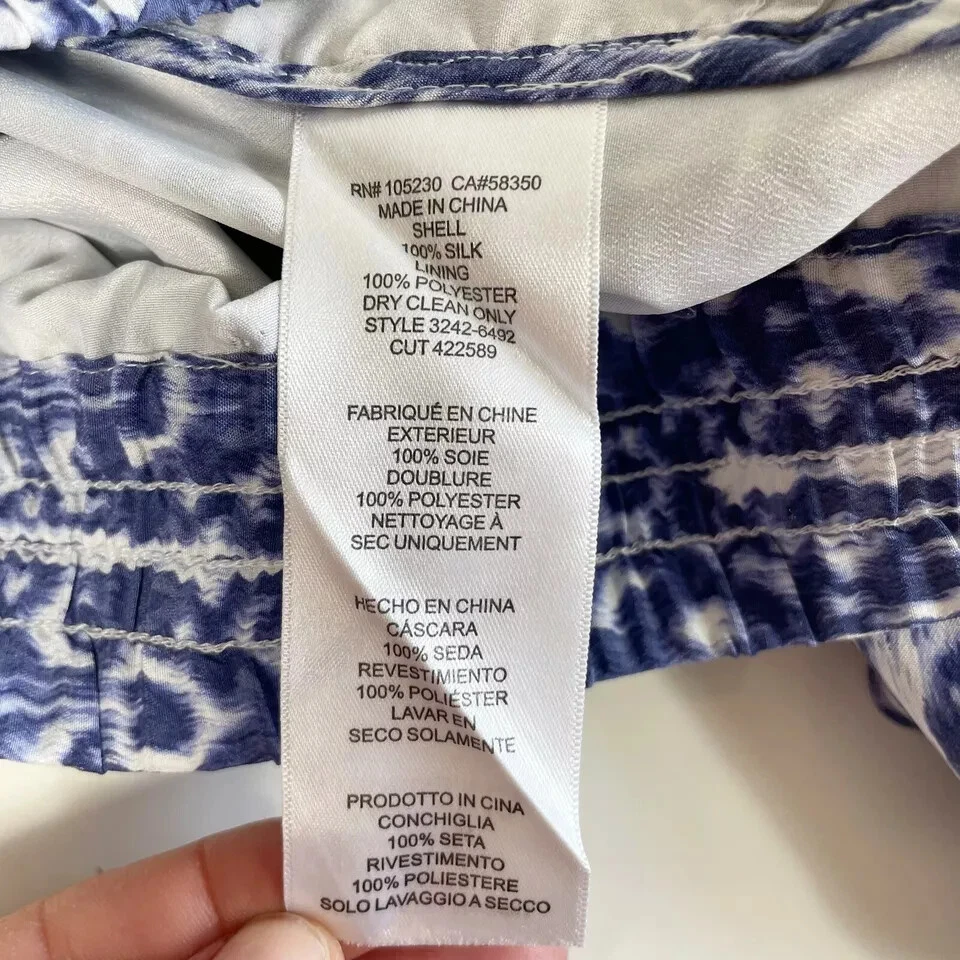 RN# 105230 CA#58350
MADE IN CHINA
SHELL
100% SILK
LINING
100% POLYESTER
DRY CLEAN ONLY
STYLE 3242-6492
CUT 422589
FABRIQUÉ EN CHINE
EXTERIEUR
100% SOIE
DOUBLURE
100% POLYESTER
NETTOYAGE À
SEC UNIQUEMENT
HECHO EN CHINA
CÁSCARA
100% SEDA
REVESTIMIENTO
100% POLIÉSTER
LAVAR EN
SECO SOLAMENTE
PRODOTTO IN CINA
CONCHIGLIA
100% SETA
RIVESTIMENTO
100% POLIESTERE
SOLO LAVAGGIO A SECCO